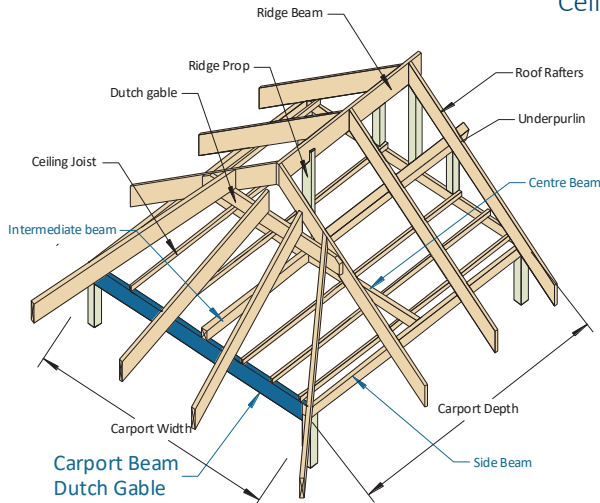 Ceil
Ridge Beam
Ridge Prop
Roof Rafters
Dutch gable
Underpurlin
Ceiling Joist
Centre Beam
Intermediate beam
Carport Width
Carport Depth
Carport Beam
Dutch Gable
Side Beam